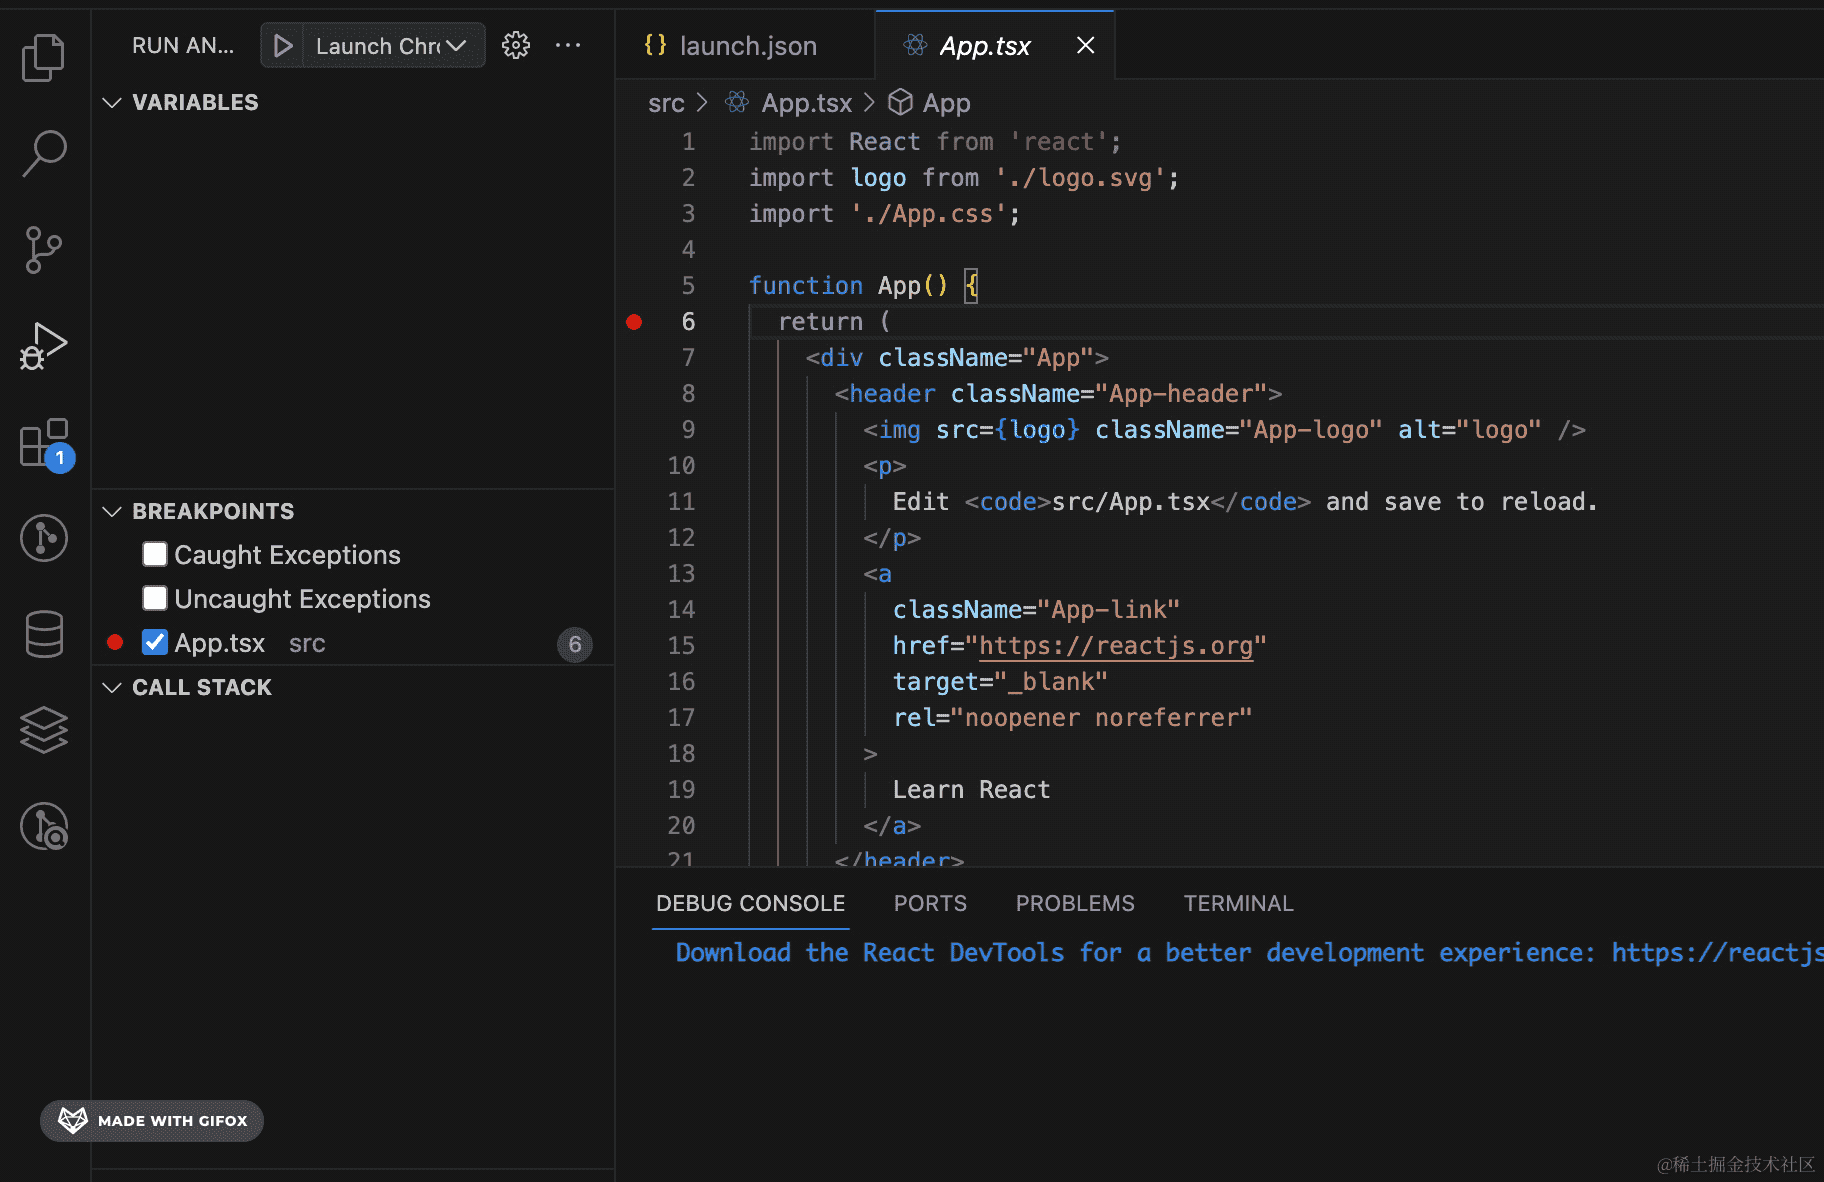 RUN AN...
Launch Chr
launch.json
App.tsx
VARIABLES
BREAKPOINTS
Caught Exceptions
Uncaught Exceptions
App.tsx src 6
CALL STACK
1
src > App.tsx > App
1 import React from 'react';
2 import logo from './logo.svg';
3 import './App.css';
4
5 function App() {
6 return (
7 <div className="App">
8 <header className="App-header">
9 <img src={logo} className="App-logo" alt="logo" />
10 <p>
11 Edit <code>src/App.tsx</code> and save to reload.
12 </p>
13 <a
14 className="App-link"
15 href="https://reactjs.org"
16 target="_blank"
17 rel="noopener noreferrer"
18 >
19 Learn React
20 </a>
21 </header>
DEBUG CONSOLE PORTS PROBLEMS TERMINAL
Download the React DevTools for a better development experience: https://reactjs
MADE WITH GIFOX
@稀土掘金技术社区